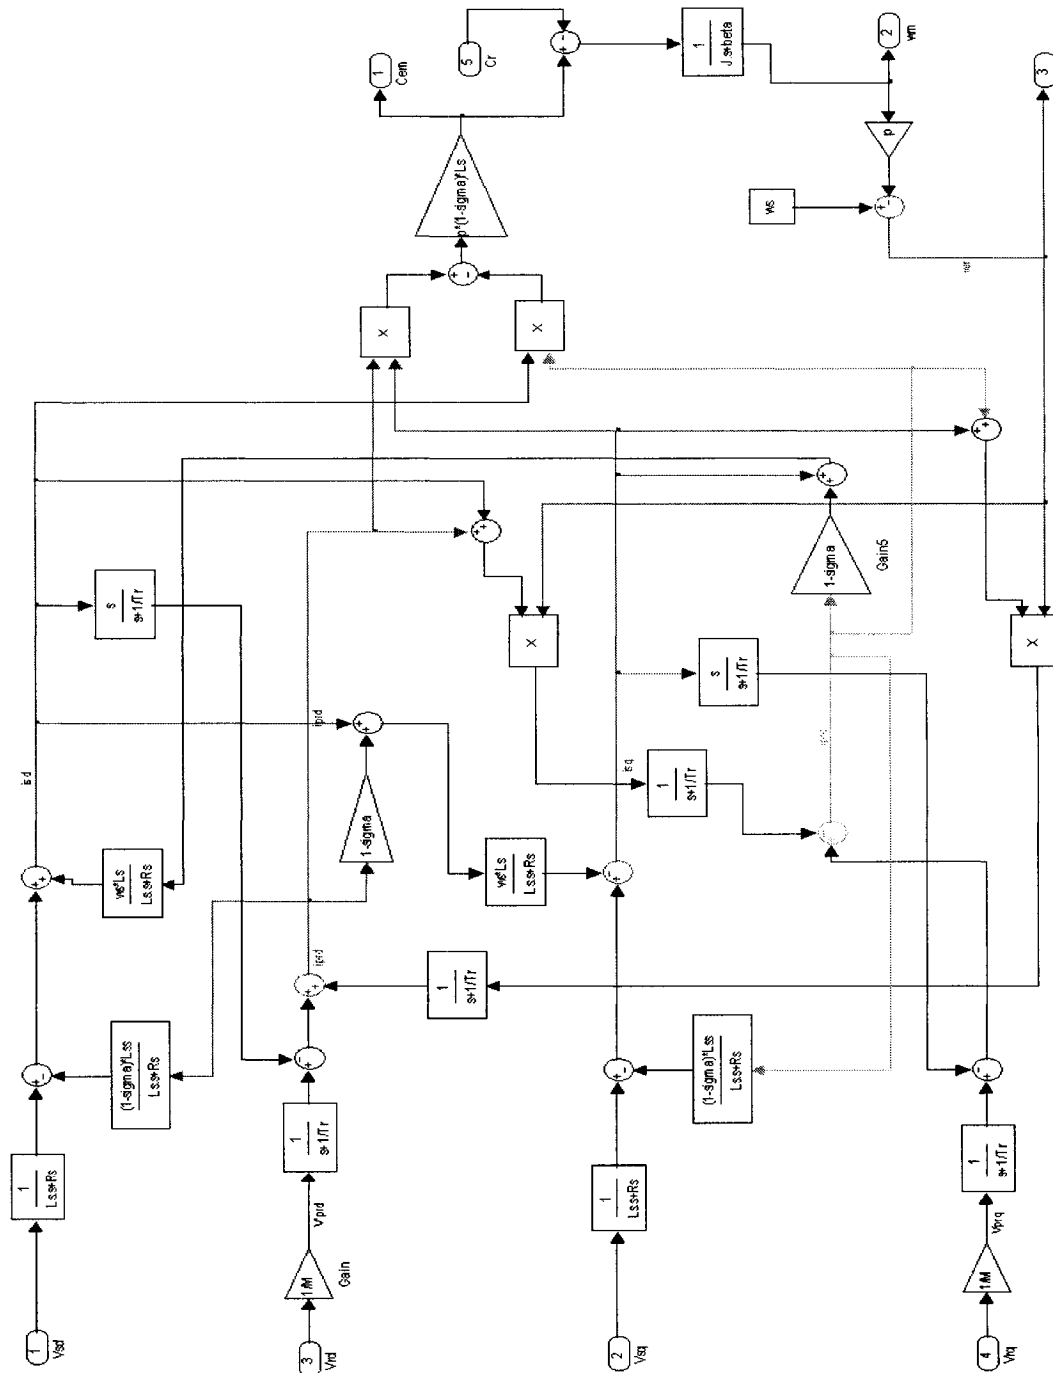 5
Cr
1
Cem
+ -
1
J.s+beta
2
wm
3
p
p*(1-sigma)*Ls
ws
+ -
+ -
X
X
+ +
+ +
+ +
s
s+1/Tr
X
1-sigma
Gain5
X
s
s+1/Tr
isd
iprd
+ +
isq
1
s+1/Tr
1-sigma
+ +
ws*Ls
Ls.s+Rs
ws*Ls
Ls.s+Rs
iprd
+ +
1
s+1/Tr
+ -
(1-sigma)*Ls.s
Ls.s+Rs
+ -
+ -
(1-sigma)*Ls.s
Ls.s+Rs
+ -
1
Ls.s+Rs
1
s+1/Tr
1
Ls.s+Rs
1
s+1/Tr
Vprd
Vprq
1/M
Gain
1/M
1
Vsd
3
Vrd
2
Vsq
4
Vrq